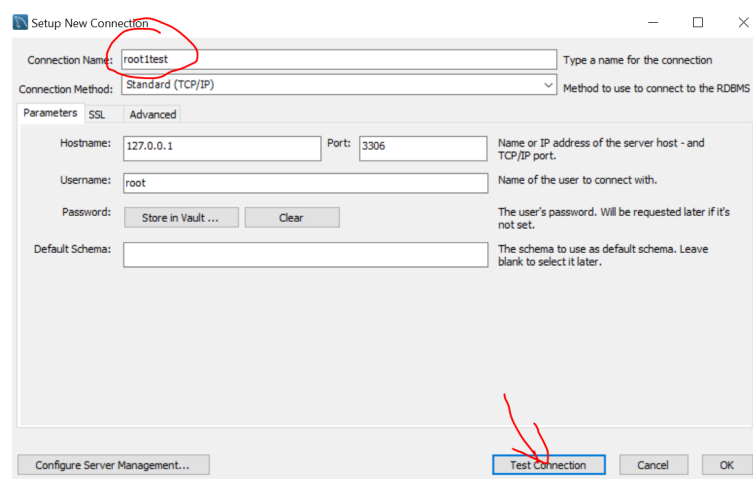 Setup New Connection
Connection Name: root1test Type a name for the connection
Connection Method: Standard (TCP/IP) Method to use to connect to the RDBMS
Parameters SSL Advanced
Hostname: 127.0.0.1 Port: 3306 Name or IP address of the server host - and
TCP/IP port.
Username: root Name of the user to connect with.
Password: Store in Vault ... Clear The user's password. Will be requested later if it's
not set.
Default Schema: The schema to use as default schema. Leave
blank to select it later.
Configure Server Management... Test Connection Cancel OK